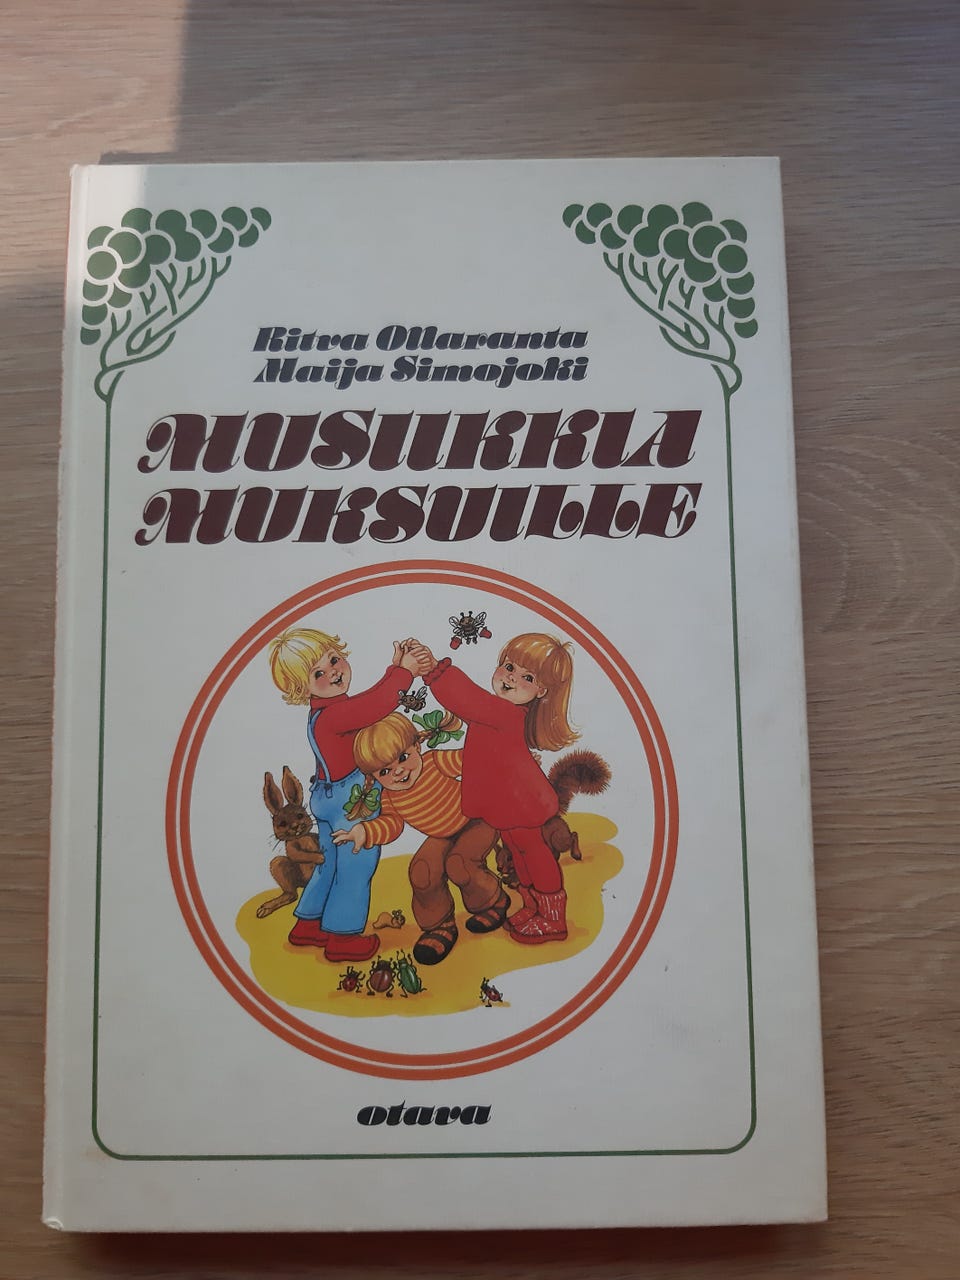 Ritva Ollaranta
Maija Simojoki
MUSIIKKIA
MUKSUILLE
otava